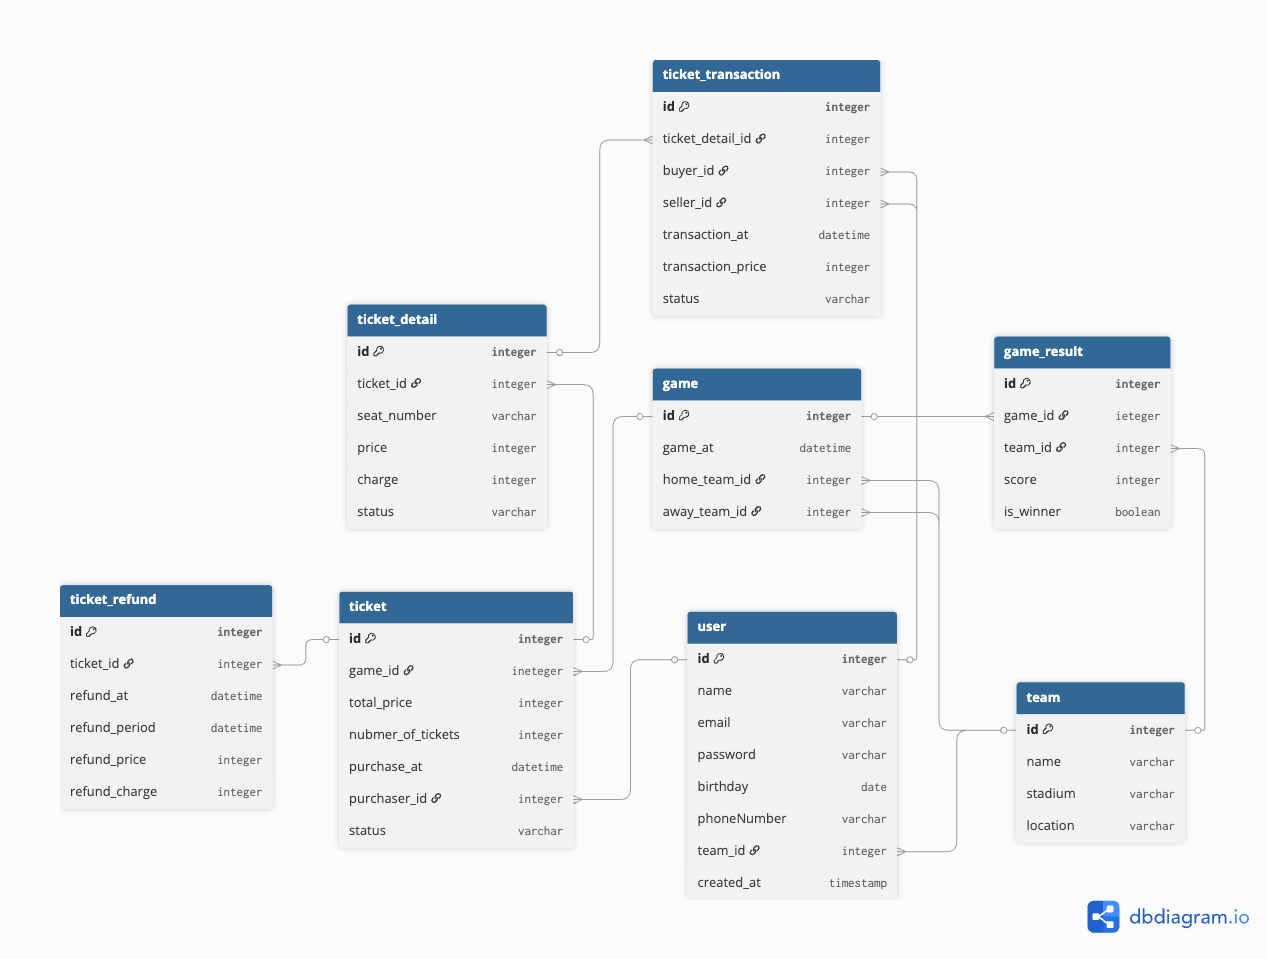 ticket_transaction
id integer
ticket_detail_id integer
buyer_id integer
seller_id integer
transaction_at datetime
transaction_price integer
status varchar
ticket_detail
id integer
ticket_id integer
seat_number varchar
price integer
charge integer
status varchar
game
id integer
game_at datetime
home_team_id integer
away_team_id integer
game_result
id integer
game_id ieteger
team_id integer
score integer
is_winner boolean
ticket_refund
id integer
ticket_id integer
refund_at datetime
refund_period datetime
refund_price integer
refund_charge integer
ticket
id integer
game_id ineteger
total_price integer
nubmer_of_tickets integer
purchase_at datetime
purchaser_id integer
status varchar
user
id integer
name varchar
email varchar
password varchar
birthday date
phoneNumber varchar
team_id integer
created_at timestamp
team
id integer
name varchar
stadium varchar
location varchar
dbdiagram.io